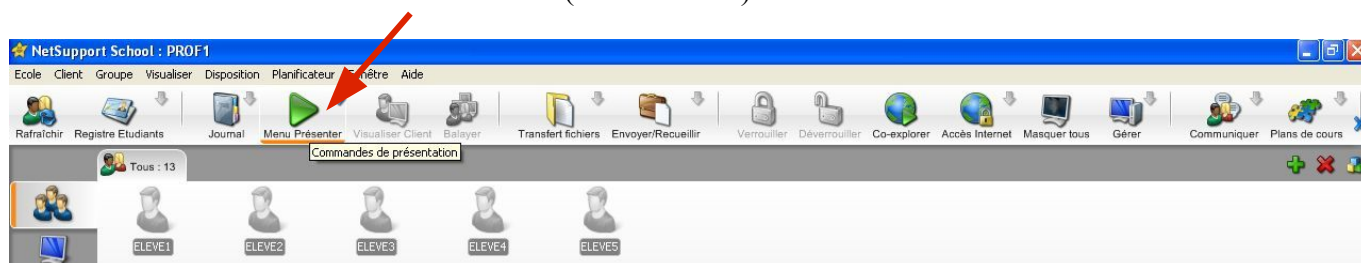 NetSupport School : PROF1
Ecole Client Groupe Visualiser Disposition Planificateur Aide
Rafraîchir Registre Etudiants Journal Menu Présenter Visualiser Client Balayer Transfert fichiers Envoyer/Recueillir Verrouiller Déverrouiller Co-explorer Accès Internet Masquer tous Gérer Communiquer Plans de cours
Commandes de présentation
Tous : 13
ELEVE1 ELEVE2 ELEVE3 ELEVE4 ELEVE5